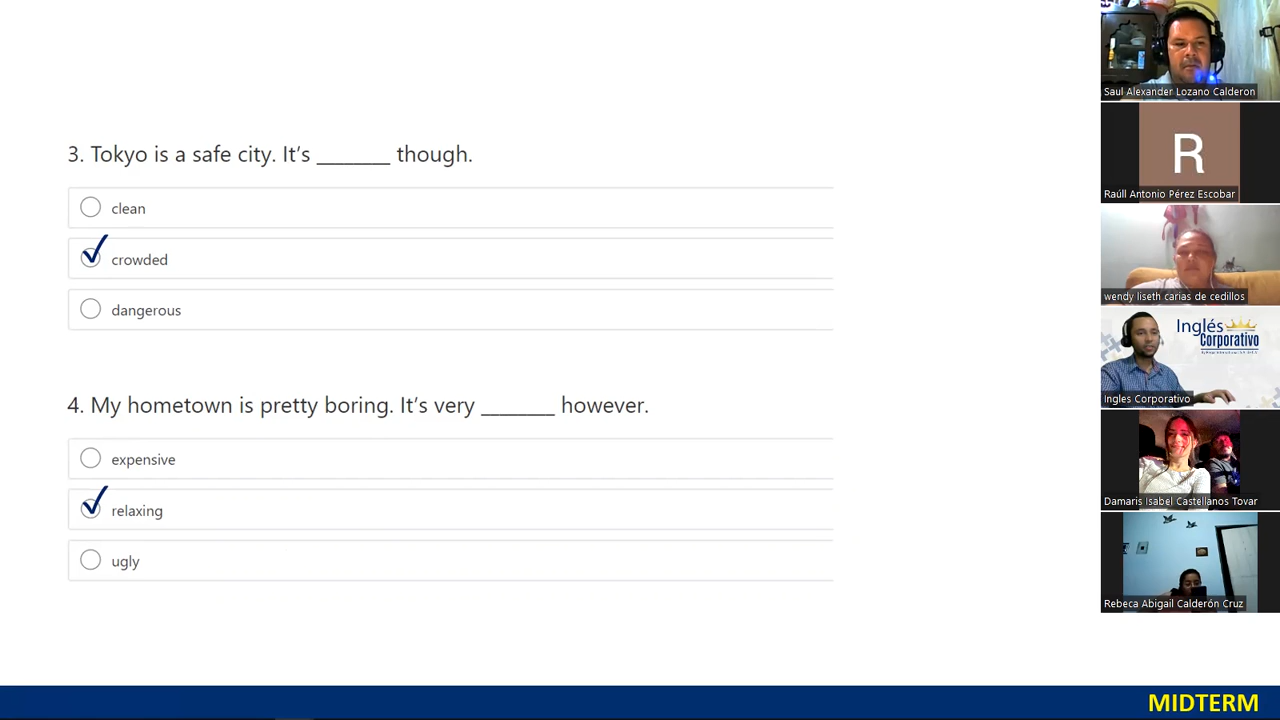 3. Tokyo is a safe city. It's ________ though.
clean
crowded
dangerous
4. My hometown is pretty boring. It's very ________ however.
expensive
relaxing
ugly
MIDTERM
Saul Alexander Lozano Calderon
R
Raúll Antonio Pérez Escobar
wendy liseth carias de cedillos
Inglés
Corporativo
Ingles Corporativo
Damaris Isabel Castellanos Tovar
Rebeca Abigail Calderón Cruz